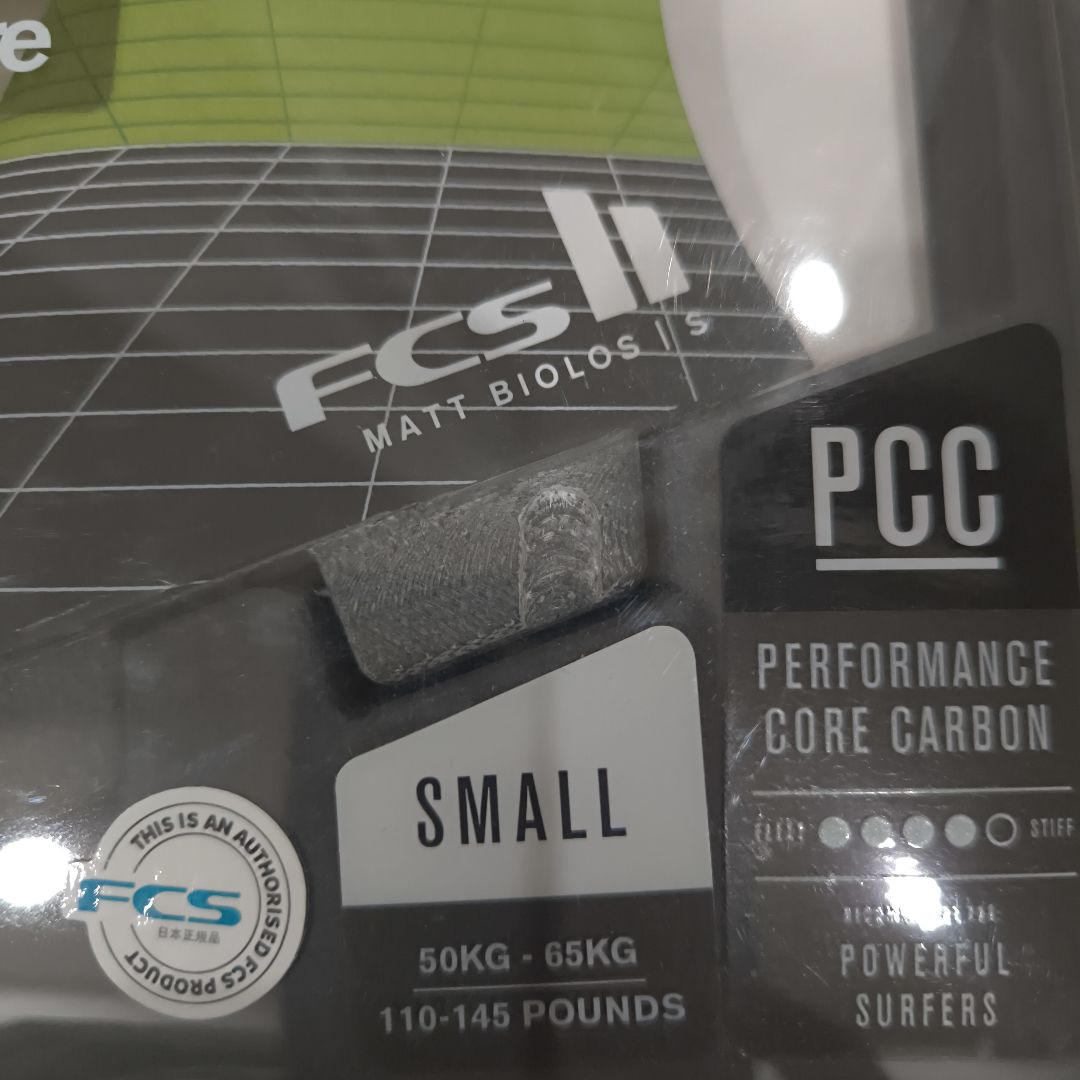 FCS II
MATT BIOLOS | S
PCC
PERFORMANCE
CORE CARBON
STIFF
SMALL
50KG - 65KG
110-145 POUNDS
POWERFUL
SURFERS
THIS IS AN AUTHORISED FCS PRODUCT
FCS
日本正規品